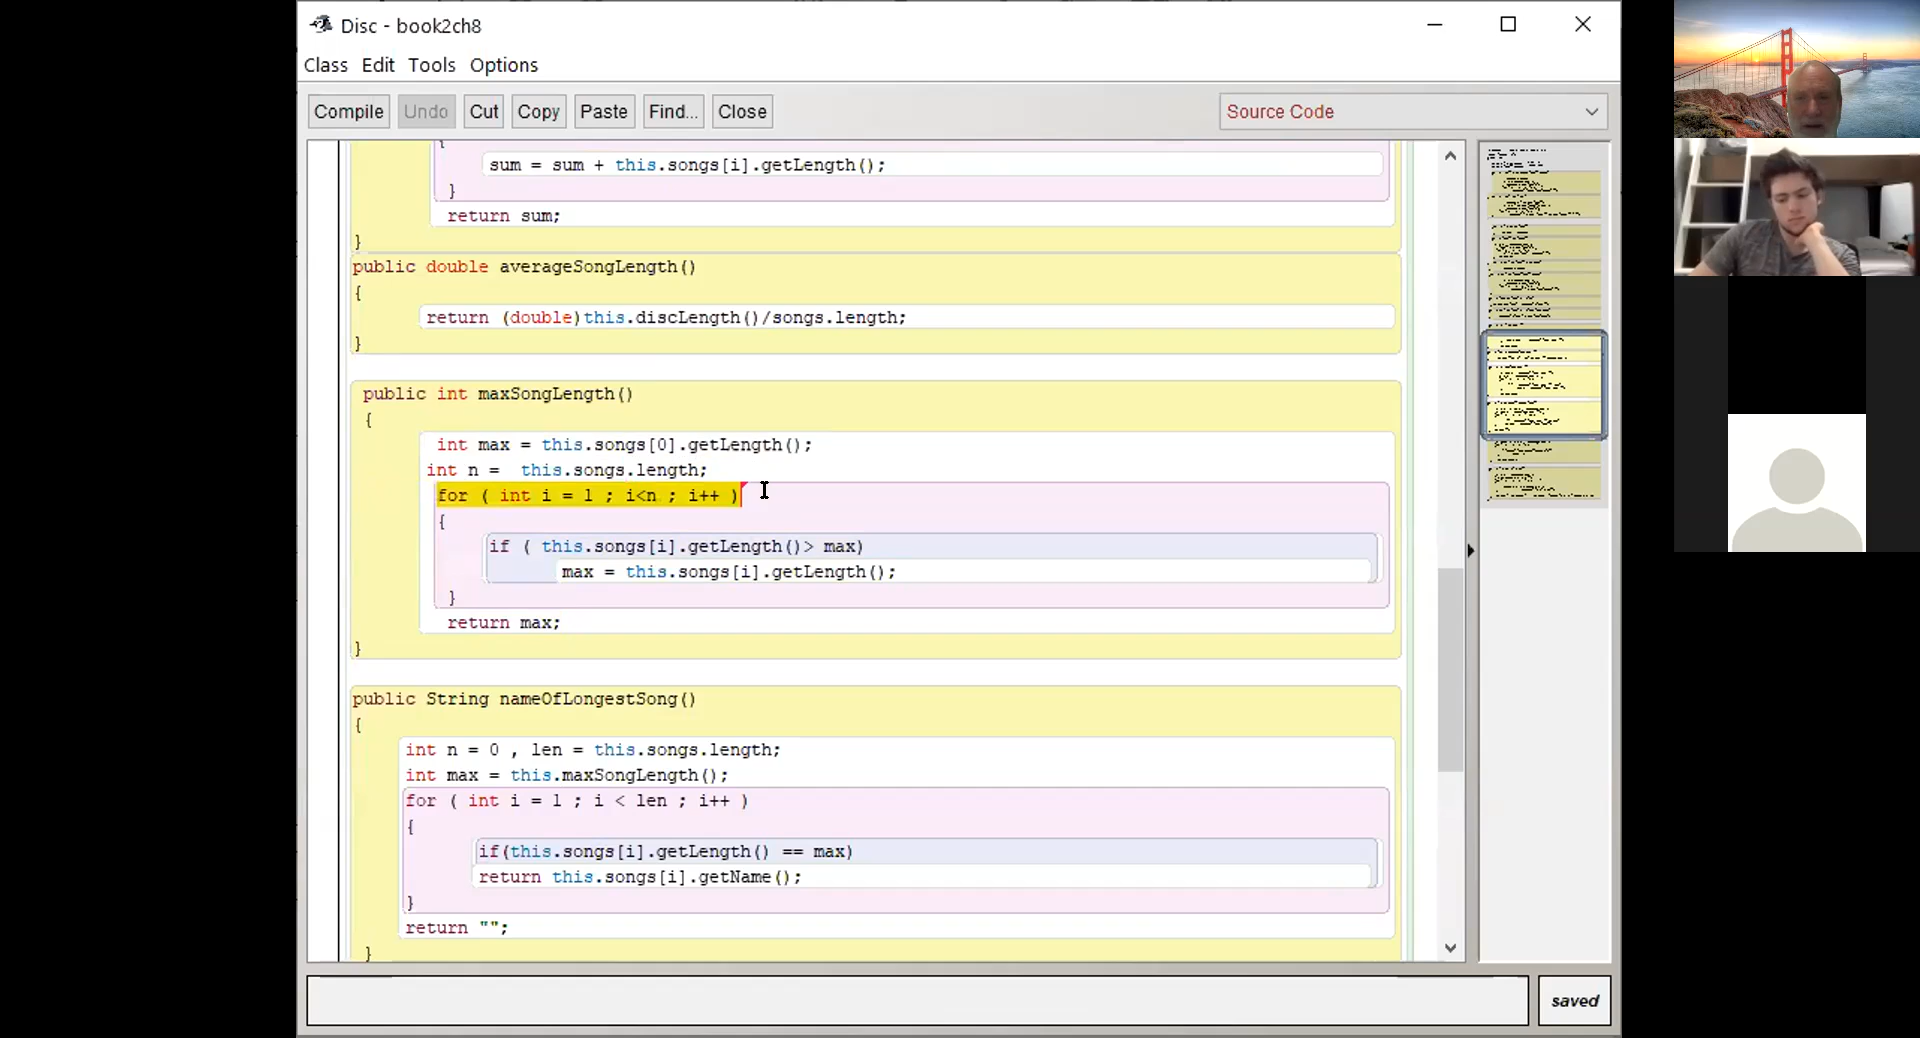 Disc - book2ch8
Class Edit Tools Options
Compile Undo Cut Copy Paste Find... Close Source Code
{
sum = sum + this.songs[i].getLength();
}
return sum;
}
public double averageSongLength()
{
return (double)this.discLength()/songs.length;
}
public int maxSongLength()
{
int max = this.songs[0].getLength();
int n = this.songs.length;
for ( int i = 1 ; i<n ; i++ )
{
if ( this.songs[i].getLength()> max)
max = this.songs[i].getLength();
}
return max;
}
public String nameOfLongestSong()
{
int n = 0 , len = this.songs.length;
int max = this.maxSongLength();
for ( int i = 1 ; i < len ; i++ )
{
if(this.songs[i].getLength() == max)
return this.songs[i].getName();
}
return "";
}
saved